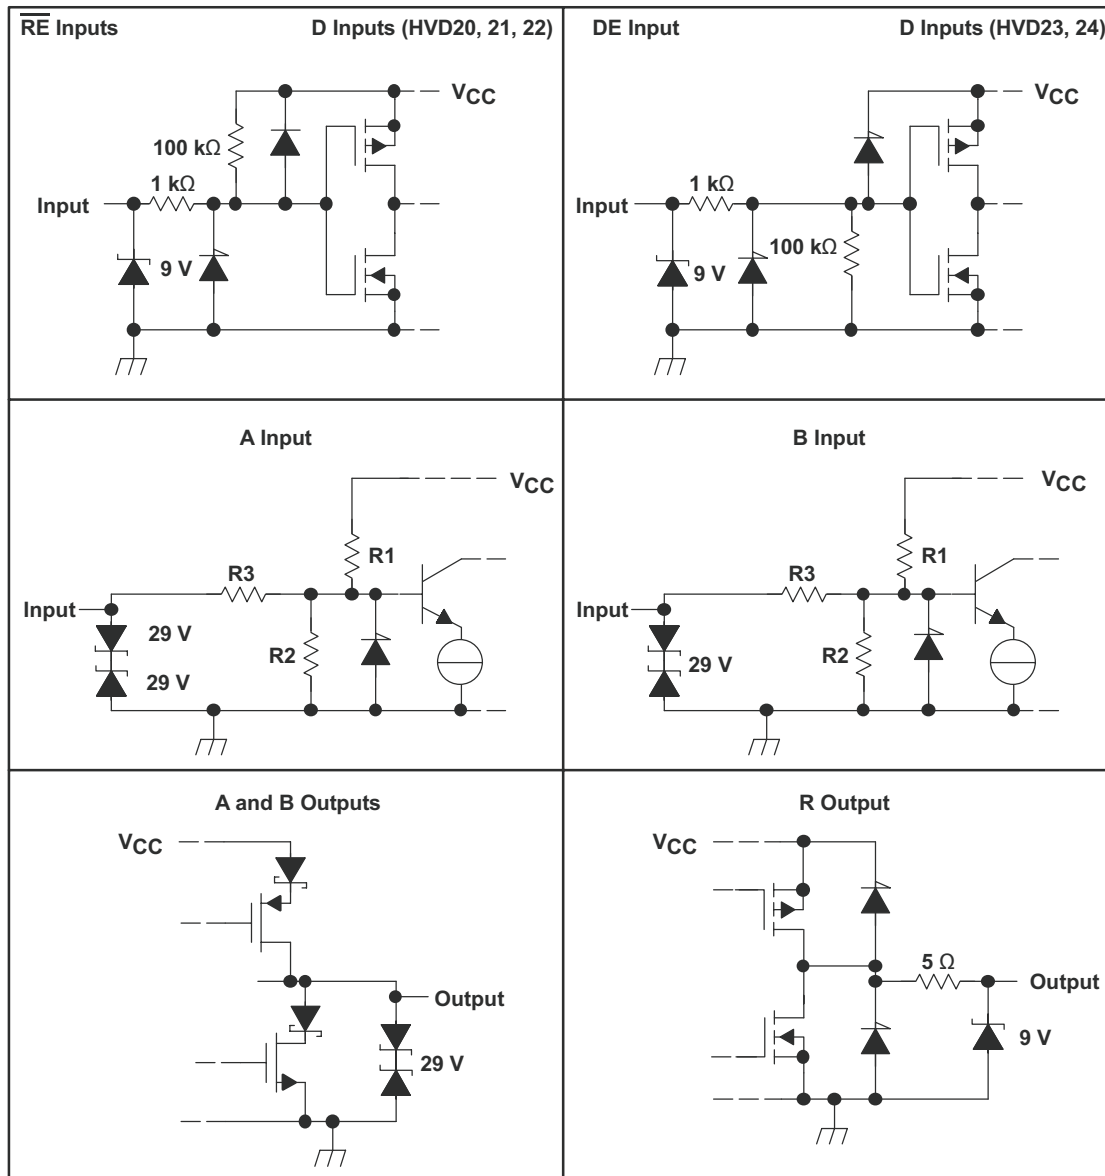 R̅E̅ Inputs D Inputs (HVD20, 21, 22)
VCC
100 kΩ
1 kΩ
Input
9 V
DE Input D Inputs (HVD23, 24)
VCC
1 kΩ
Input
100 kΩ
9 V
A Input
VCC
R1
R3
Input
29 V
R2
29 V
B Input
VCC
R1
R3
Input
R2
29 V
A and B Outputs
VCC
Output
29 V
R Output
VCC
5 Ω
Output
9 V